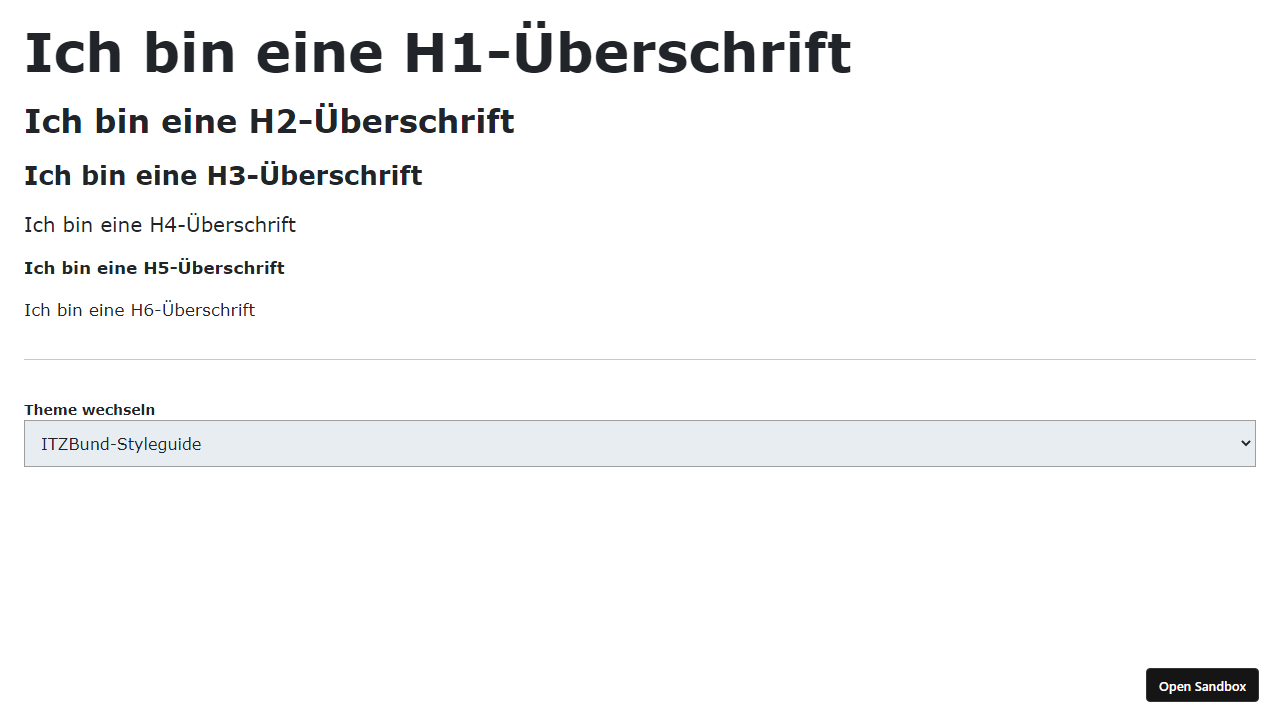 Ich bin eine H1-Überschrift
Ich bin eine H2-Überschrift
Ich bin eine H3-Überschrift
Ich bin eine H4-Überschrift
Ich bin eine H5-Überschrift
Ich bin eine H6-Überschrift
Theme wechseln
ITZBund-Styleguide
Open Sandbox